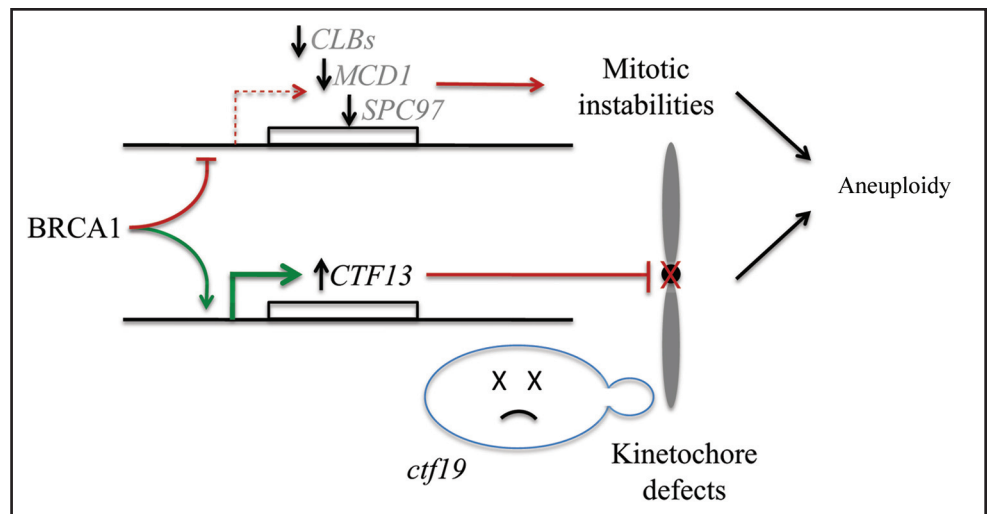 CLBs
MCD1
SPC97
Mitotic
instabilities
Aneuploidy
BRCA1
CTF13
X
X X
ctf19
Kinetochore
defects